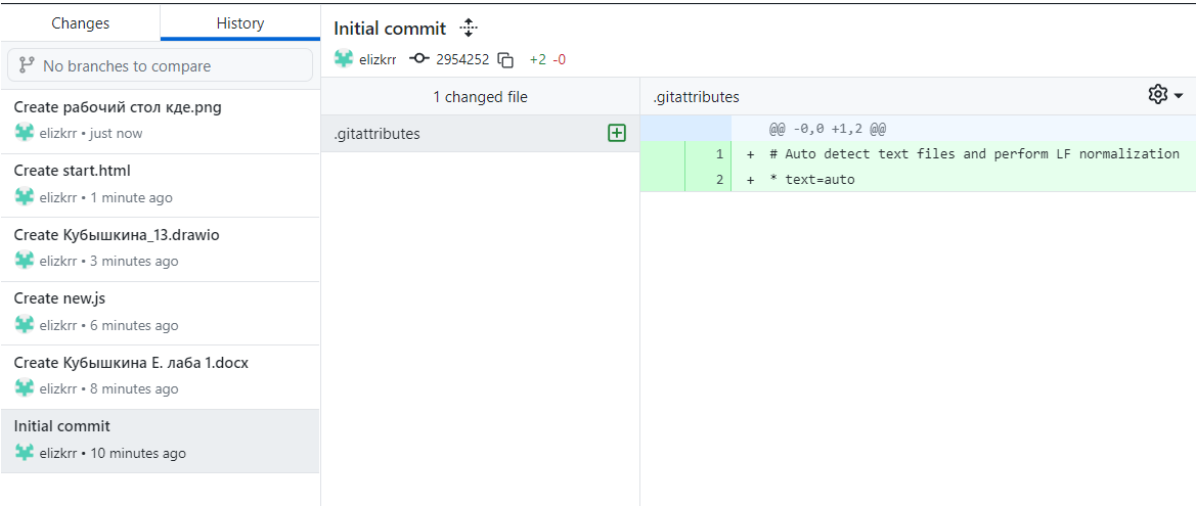 Changes
History
No branches to compare
Create рабочий стол кде.png
elizkrr • just now
Create start.html
elizkrr • 1 minute ago
Create Кубышкина_13.drawio
elizkrr • 3 minutes ago
Create new.js
elizkrr • 6 minutes ago
Create Кубышкина Е. лаба 1.docx
elizkrr • 8 minutes ago
Initial commit
elizkrr • 10 minutes ago
Initial commit
elizkrr 2954252 +2 -0
1 changed file
.gitattributes
.gitattributes
@@ -0,0 +1,2 @@
1 + # Auto detect text files and perform LF normalization
2 + * text=auto